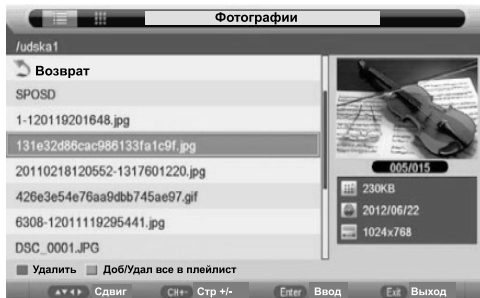 Фотографии
/udska1
Возврат
SPOSD
1-120119201648.jpg
131e32d86cac986133fa1c9f.jpg
20110218120552-1317601220.jpg
426e3e54e76aa9dbb745ae97.gif
6308-12011119295441.jpg
DSC_0001.JPG
005/015
230KB
2012/06/22
1024x768
Удалить Доб/Удал все в плейлист
Сдвиг CH+- Стр +/- Enter Ввод Exit Выход